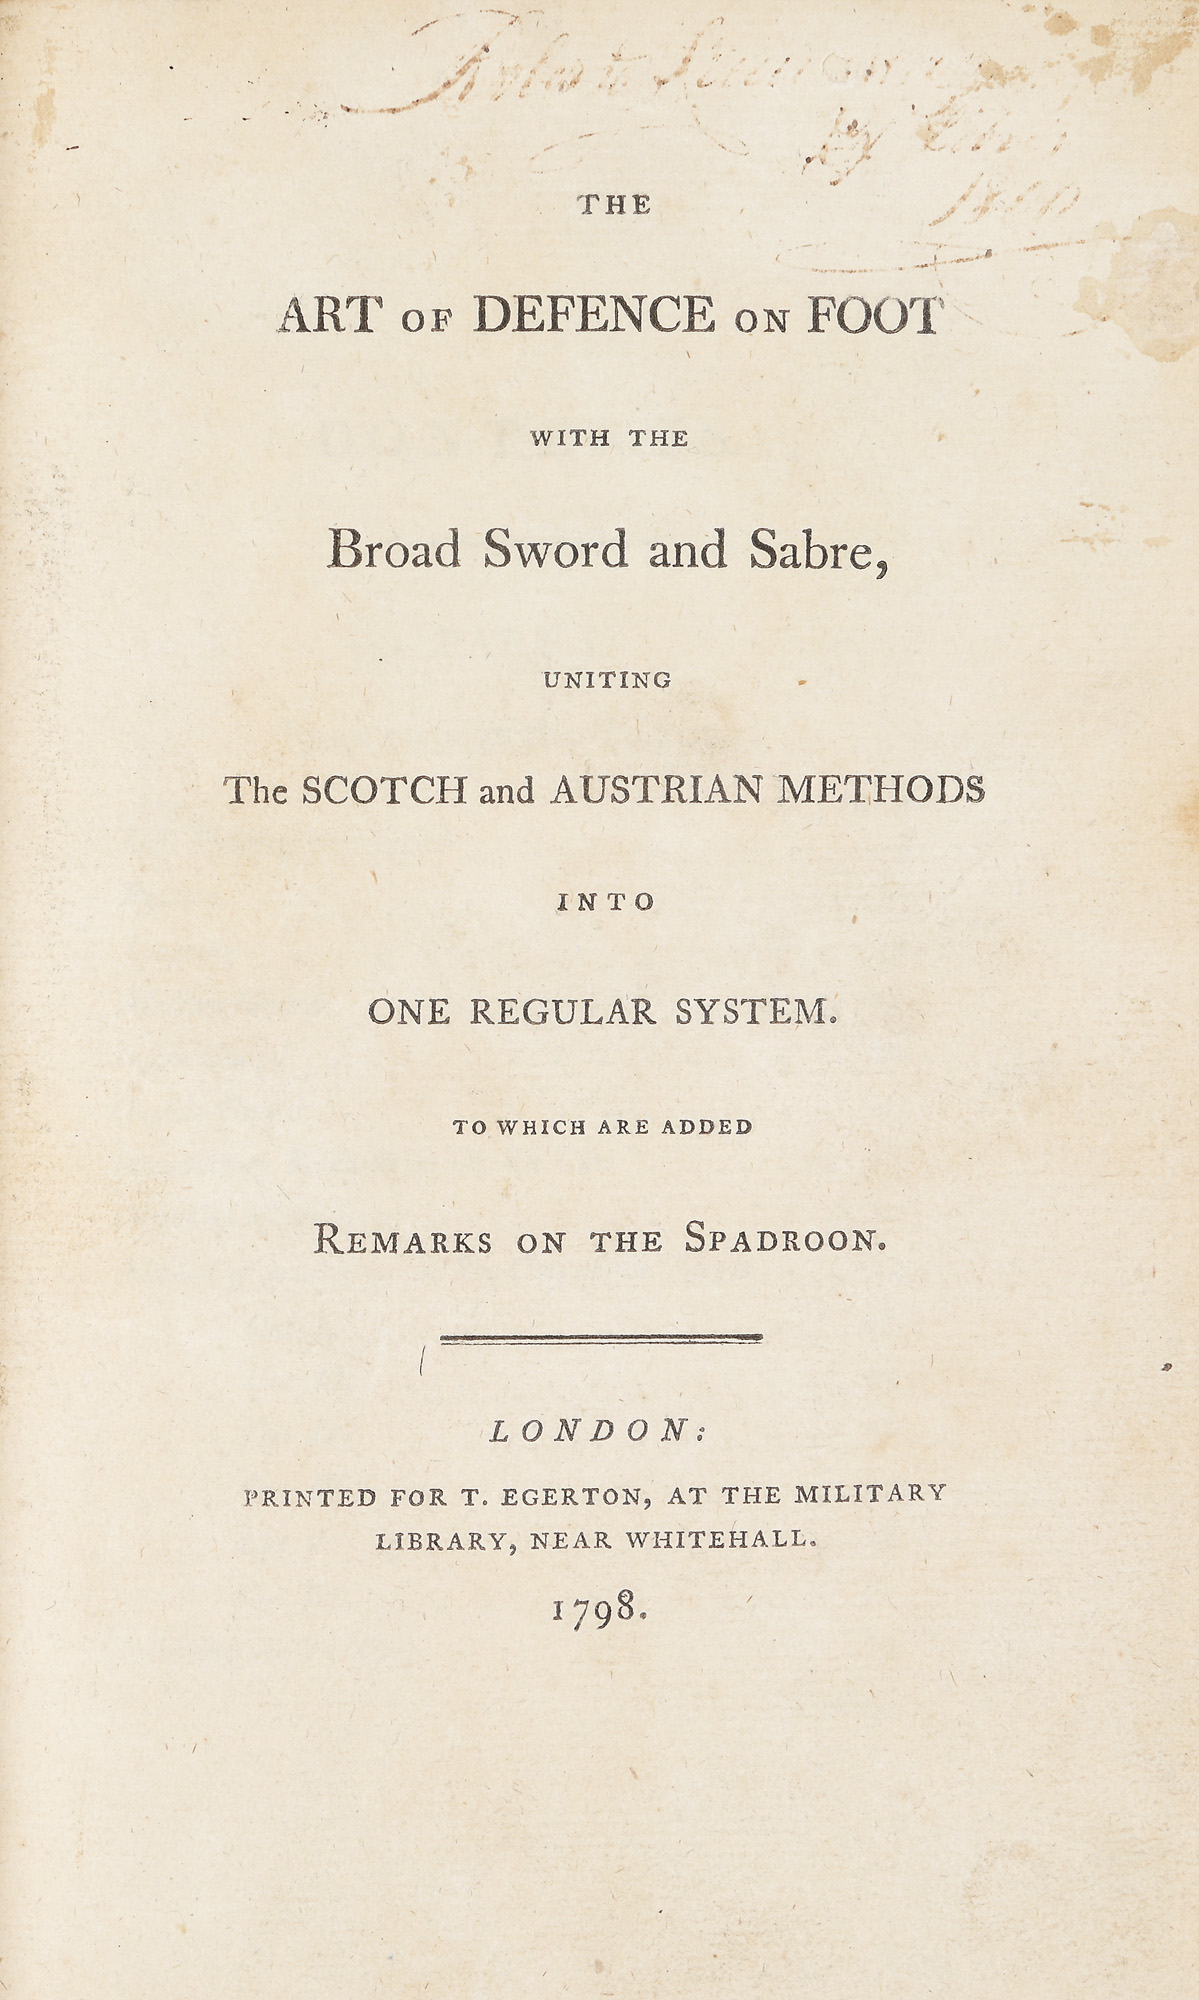 THE
ART OF DEFENCE ON FOOT
WITH THE
Broad Sword and Sabre,
UNITING
The SCOTCH and AUSTRIAN METHODS
INTO
ONE REGULAR SYSTEM.
TO WHICH ARE ADDED
REMARKS ON THE SPADROON.
LONDON:
PRINTED FOR T. EGERTON, AT THE MILITARY
LIBRARY, NEAR WHITEHALL.
1798.